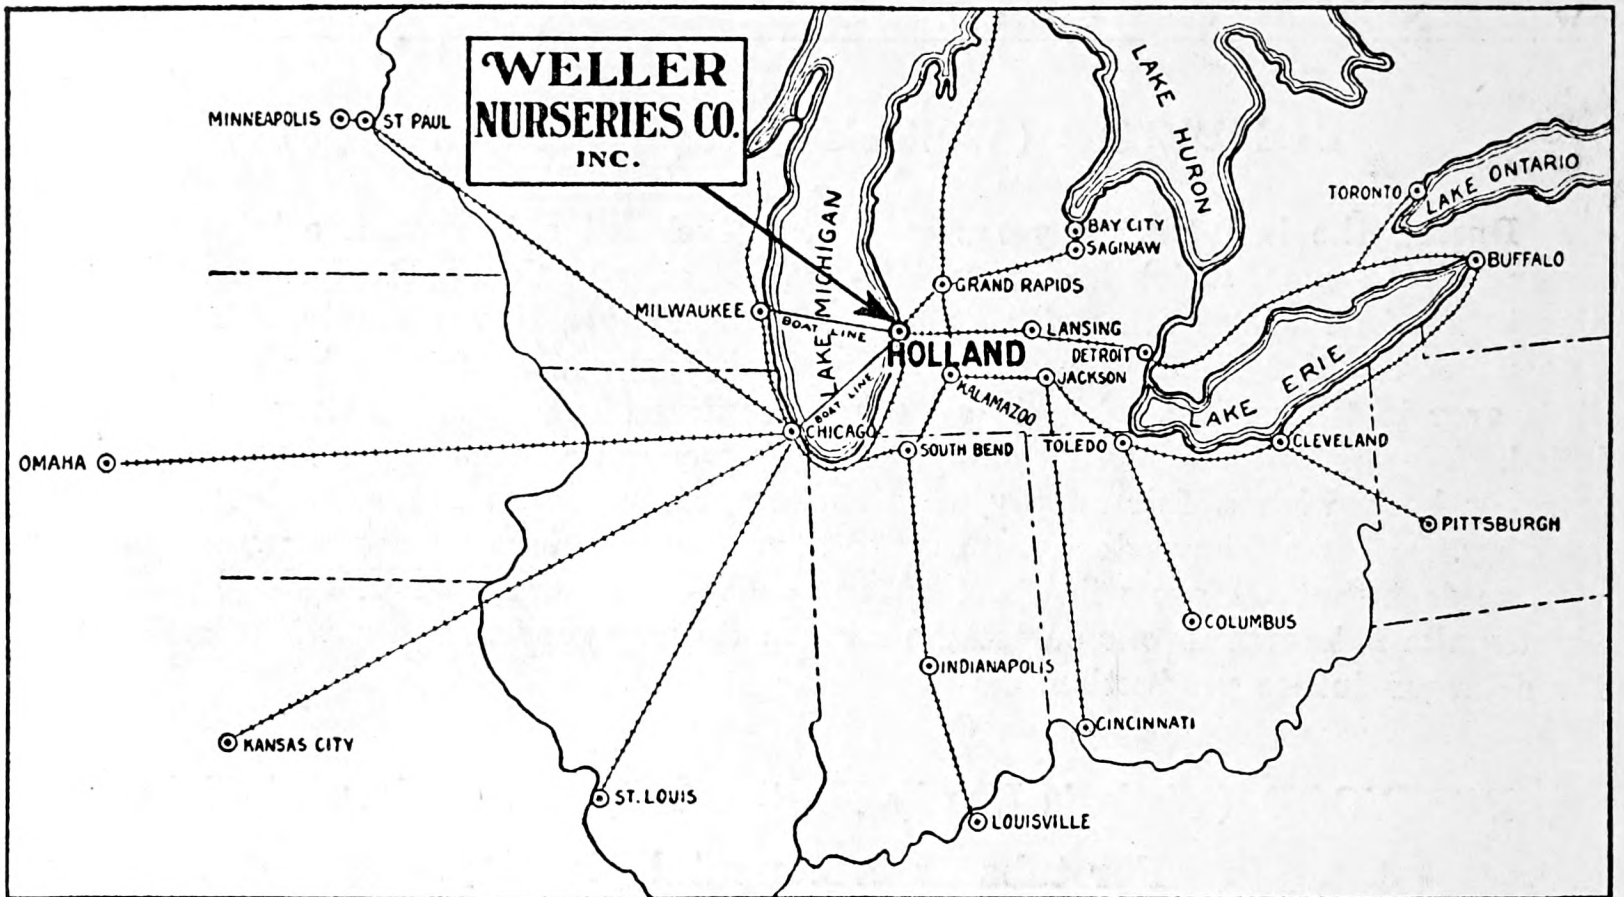 WELLER
NURSERIES CO.
INC.
MINNEAPOLIS
ST PAUL
LAKE HURON
LAKE ONTARIO
TORONTO
LAKE MICHIGAN
BAY CITY
SAGINAW
BUFFALO
GRAND RAPIDS
MILWAUKEE
BOAT LINE
LANSING
HOLLAND
DETROIT
LAKE ERIE
JACKSON
KALAMAZOO
BOAT LINE
CHICAGO
SOUTH BEND
TOLEDO
CLEVELAND
OMAHA
PITTSBURGH
COLUMBUS
INDIANAPOLIS
CINCINNATI
KANSAS CITY
ST. LOUIS
LOUISVILLE